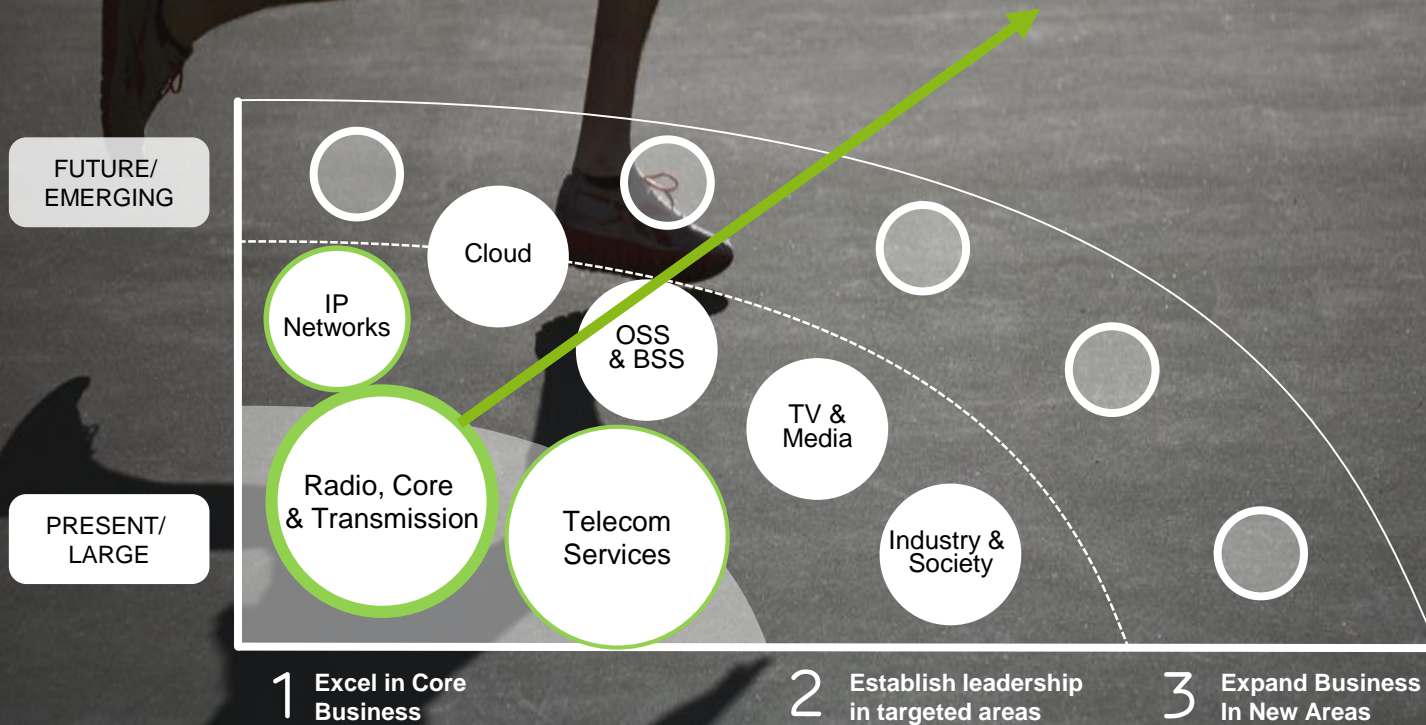 FUTURE/
EMERGING
Cloud
IP
Networks
OSS
& BSS
TV &
Media
Radio, Core
& Transmission
Telecom
Services
Industry &
Society
PRESENT/
LARGE
1 Excel in Core
Business
2 Establish leadership
in targeted areas
3 Expand Business
In New Areas